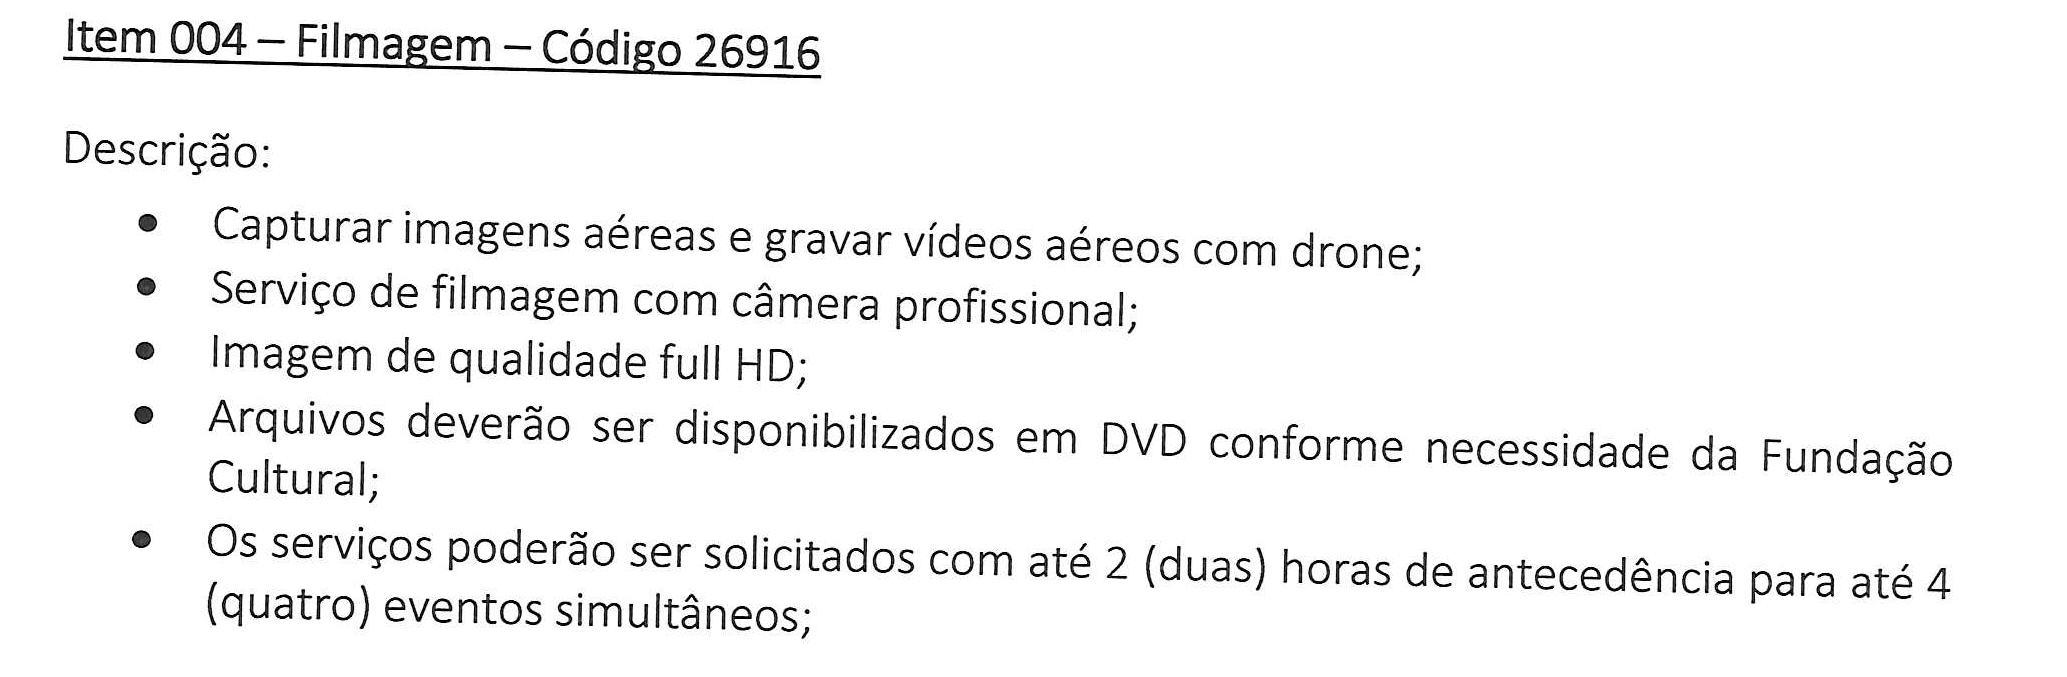 Item 004 – Filmagem – Código 26916
Descrição:
• Capturar imagens aéreas e gravar vídeos aéreos com drone;
• Serviço de filmagem com câmera profissional;
• Imagem de qualidade full HD;
• Arquivos deverão ser disponibilizados em DVD conforme necessidade da Fundação
Cultural;
• Os serviços poderão ser solicitados com até 2 (duas) horas de antecedência para até 4
(quatro) eventos simultâneos;